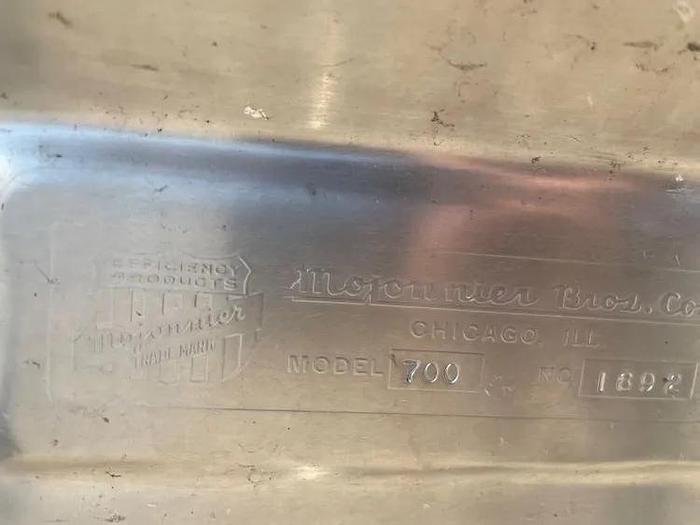 EFFICIENCY
PRODUCTS
Mojonnier
TRADE MARK
Mojonnier Bros. Co
CHICAGO, ILL
MODEL 700 NO 1892